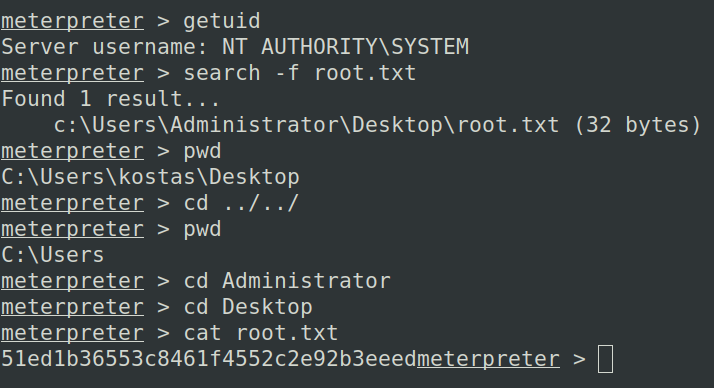 meterpreter > getuid
Server username: NT AUTHORITY\SYSTEM
meterpreter > search -f root.txt
Found 1 result...
    c:\Users\Administrator\Desktop\root.txt (32 bytes)
meterpreter > pwd
C:\Users\kostas\Desktop
meterpreter > cd ../../
meterpreter > pwd
C:\Users
meterpreter > cd Administrator
meterpreter > cd Desktop
meterpreter > cat root.txt
51ed1b36553c8461f4552c2e92b3eeedmeterpreter >